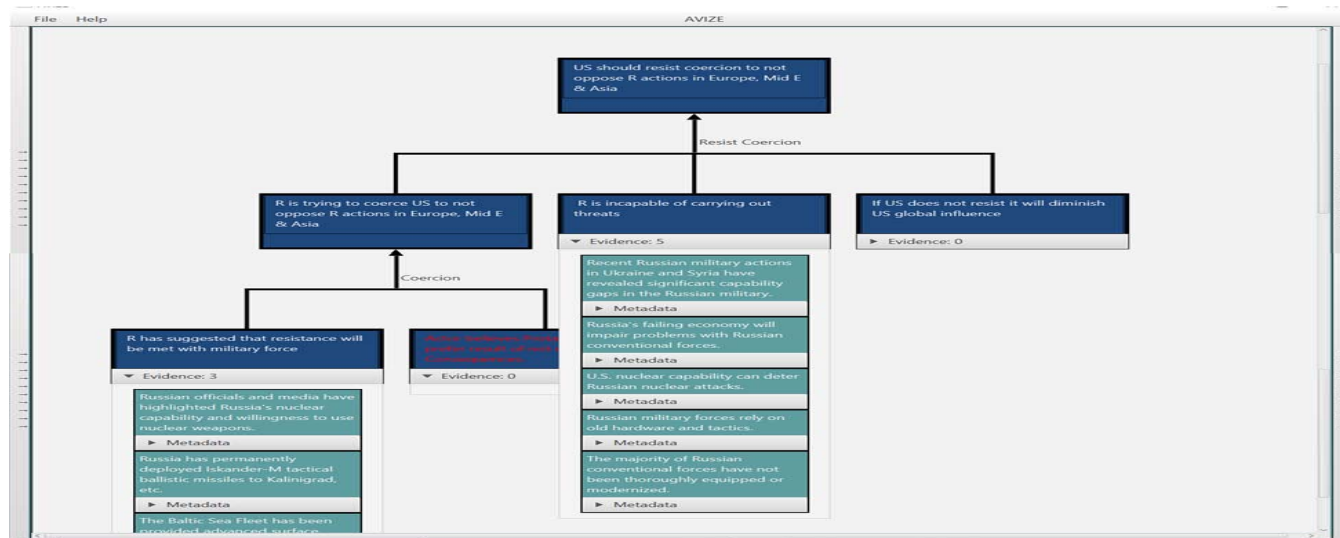 File Help AVIZE
US should resist coercion to not
oppose R actions in Europe, Mid E
& Asia
Resist Coercion
R is trying to coerce US to not
oppose R actions in Europe, Mid E
& Asia
R is incapable of carrying out
threats
Evidence: 5
If US does not resist it will diminish
US global influence
Evidence: 0
Coercion
R has suggested that resistance will
be met with military force
Evidence: 3
Russian officials and media have
highlighted Russia's nuclear
capability and willingness to use
nuclear weapons.
Metadata
Russia has permanently
deployed Iskander-M tactical
ballistic missiles to Kalinigrad,
etc.
Metadata
The Baltic Sea Fleet has been
provided advanced surface
Evidence: 0
Recent Russian military actions
in Ukraine and Syria have
revealed significant capability
gaps in the Russian military.
Metadata
Russia's failing economy will
impair problems with Russian
conventional forces.
Metadata
U.S. nuclear capability can deter
Russian nuclear attacks.
Metadata
Russian military forces rely on
old hardware and tactics.
Metadata
The majority of Russian
conventional forces have not
been thoroughly equipped or
modernized.
Metadata